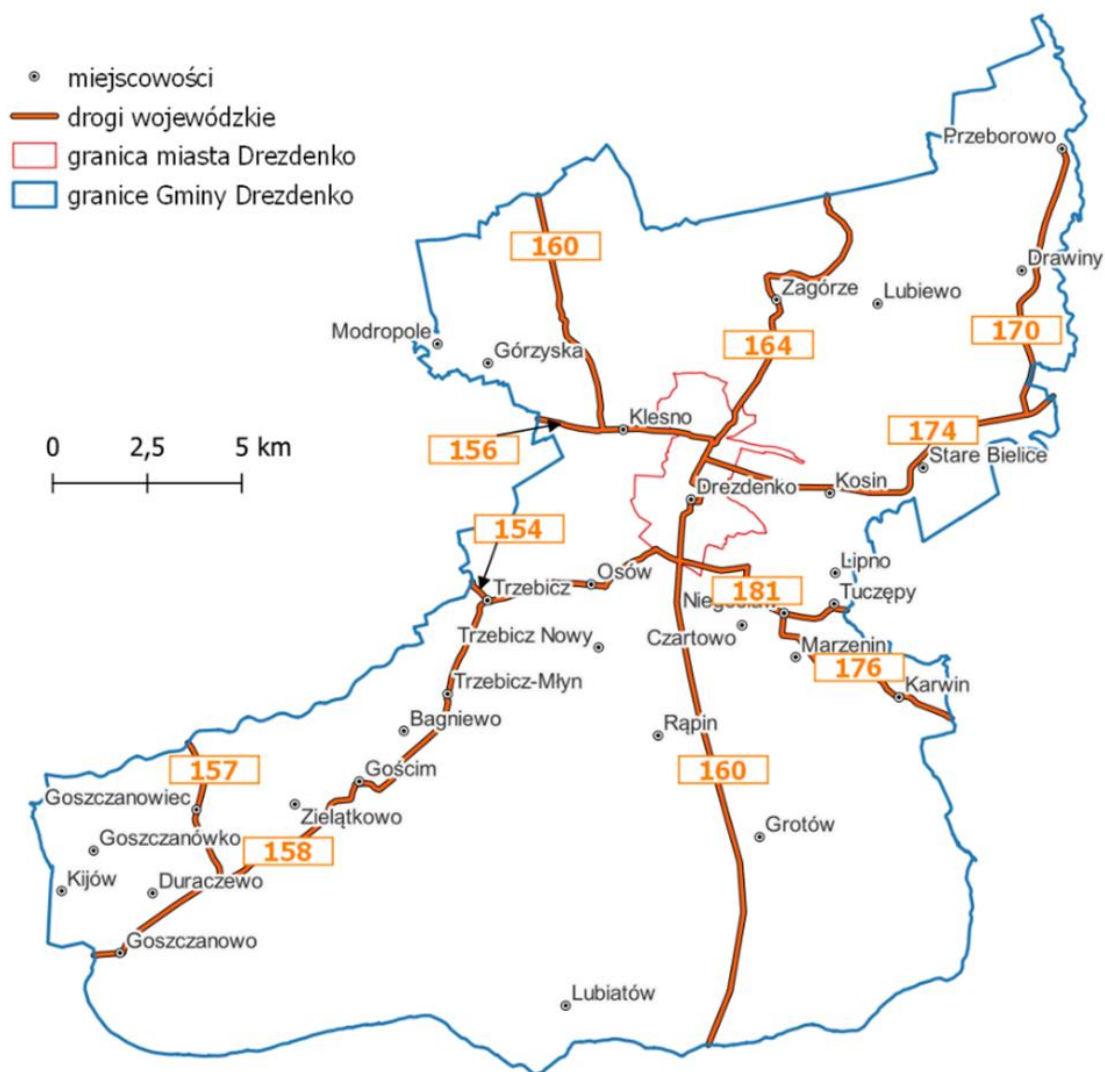 miejscowości
drogi wojewódzkie
granica miasta Drezdenko
granice Gminy Drezdenko
Przeborowo
160
Drawiny
Zagórze
Lubiewo
Modropole
164
170
Górzyska
Klesno
174
156
0 2,5 5 km
Stare Bielice
Drezdenko
Kosin
154
Lipno
Osów
Trzebicz
181
Tuczępy
Trzebicz Nowy
Czartowo
Marzenin
176
Trzebicz-Młyn
Karwin
Bagniewo
Rąpin
157
Gościm
160
Goszczanowiec
Zielątkowo
Grotów
Goszczanówko
158
Kijów
Duraczewo
Goszczanowo
Lubiatów